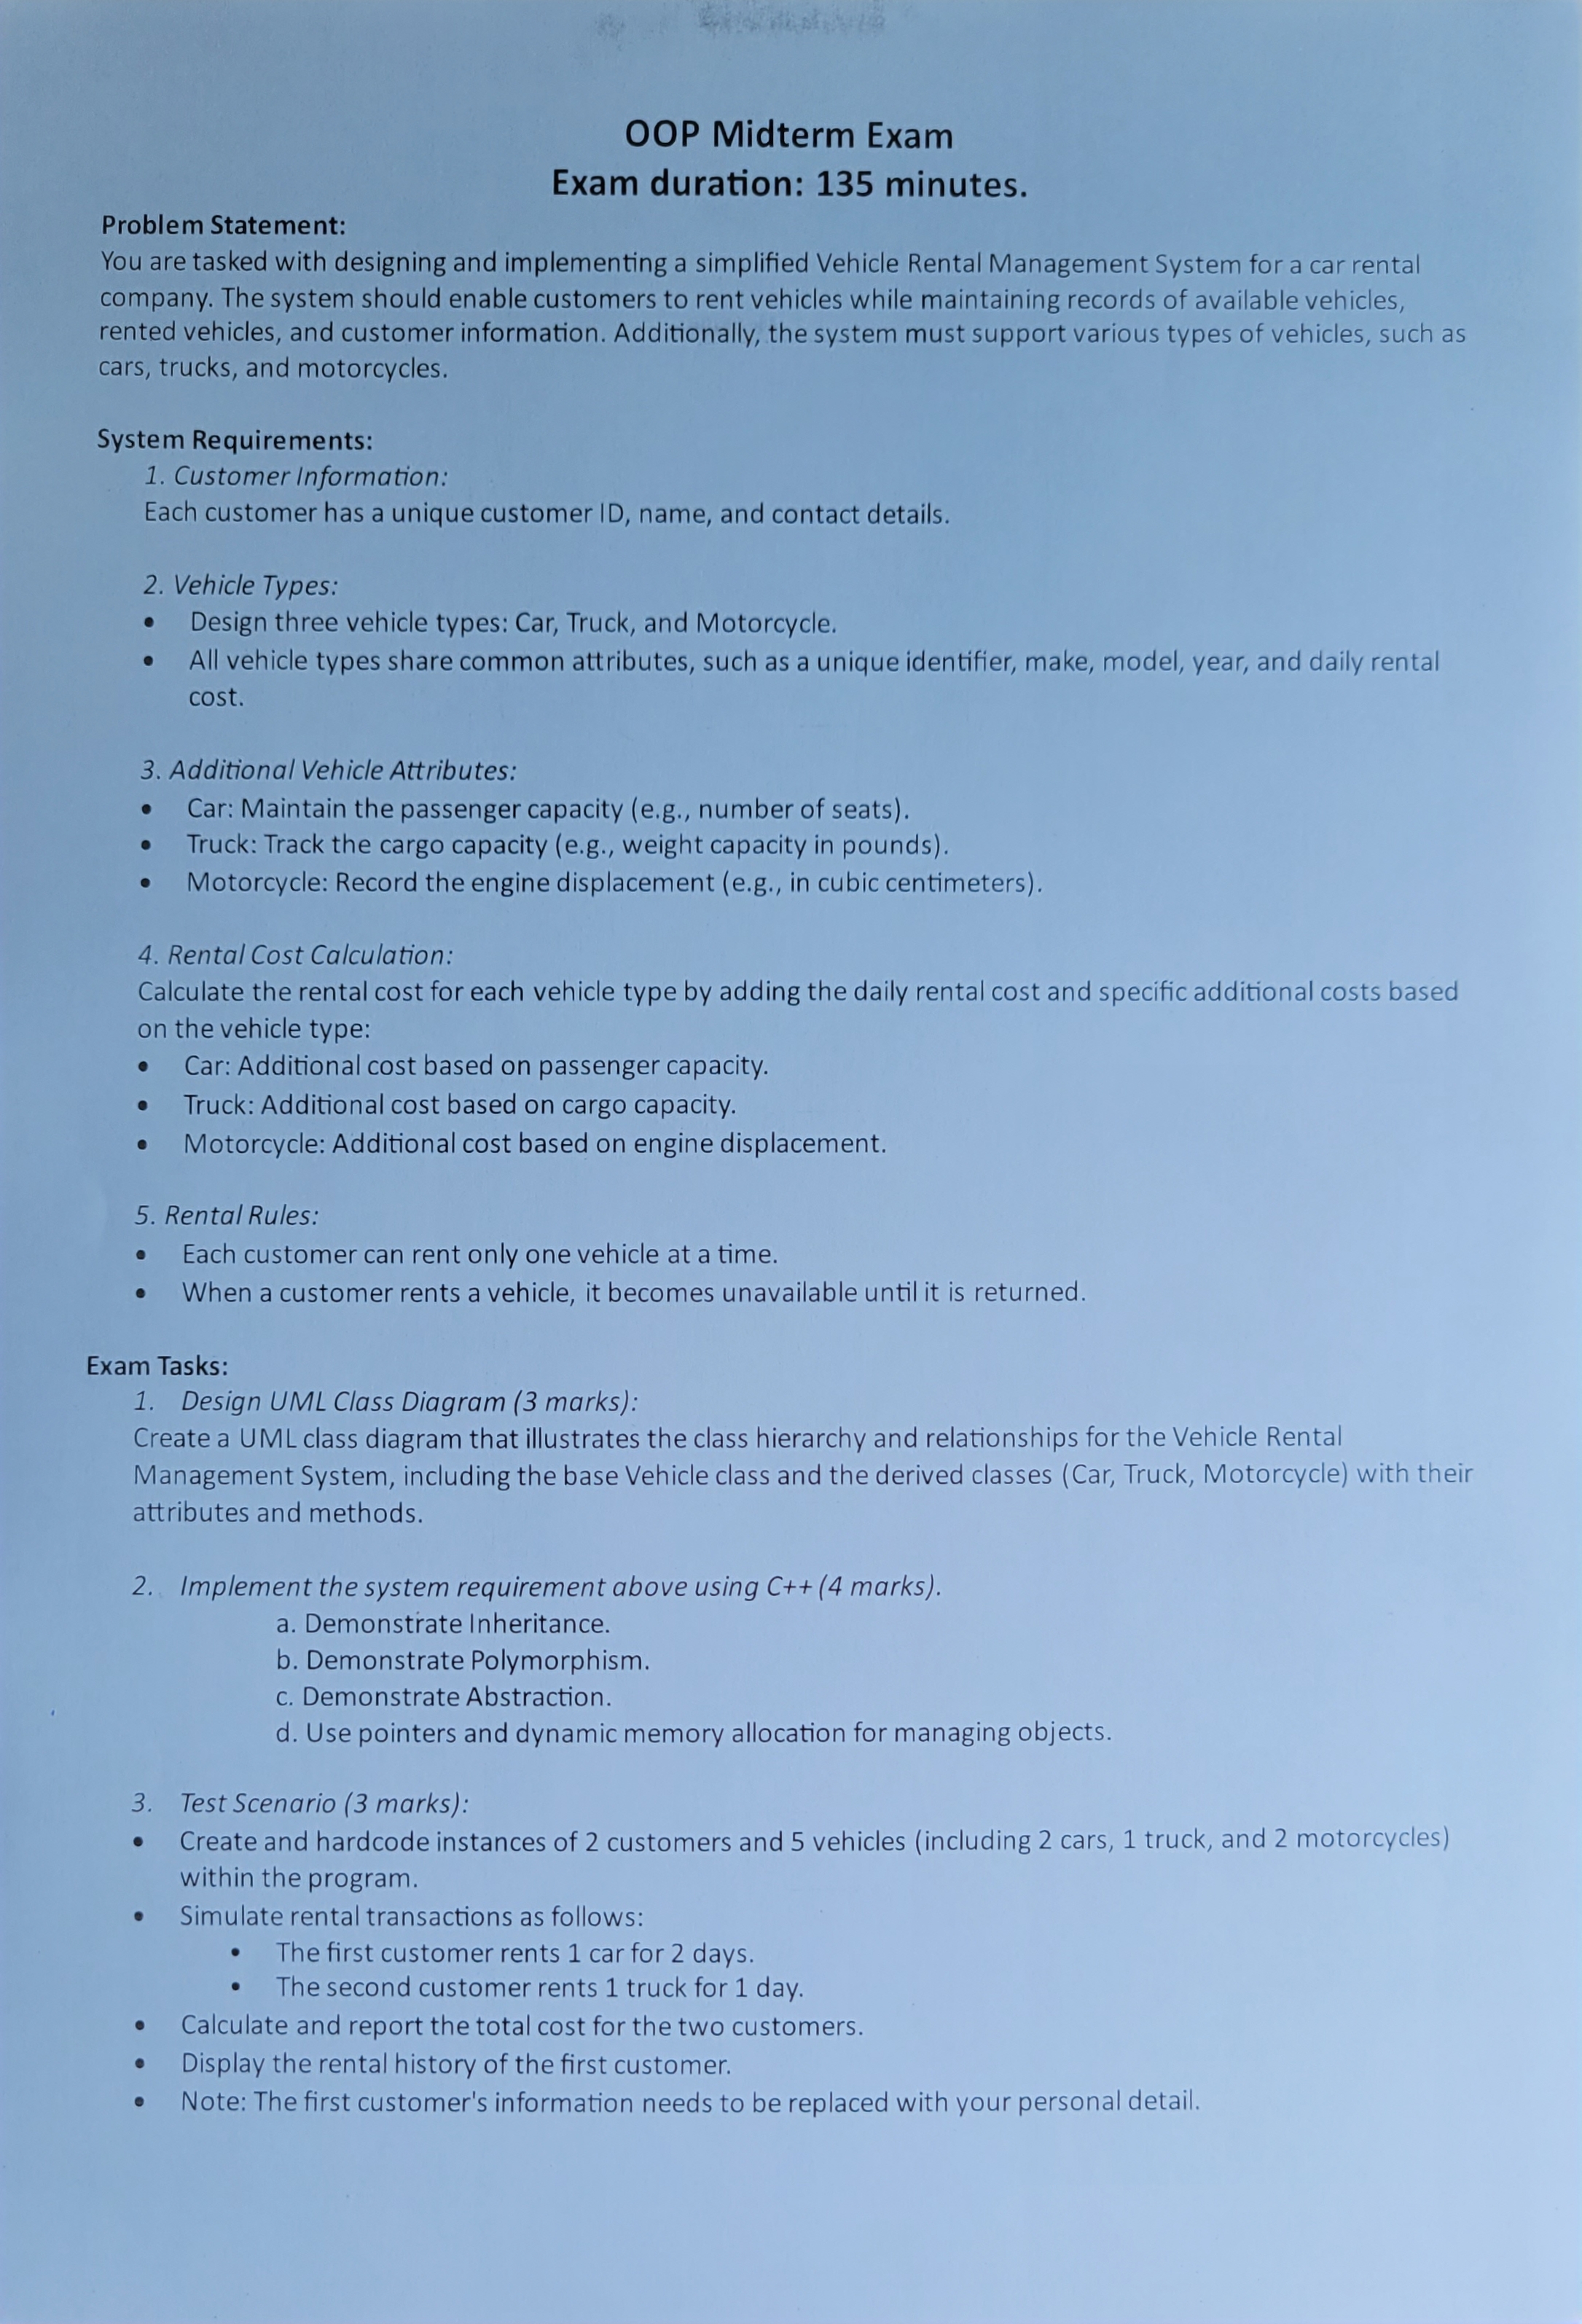 OOP Midterm Exam
Exam duration: 135 minutes.
Problem Statement:
You are tasked with designing and implementing a simplified Vehicle Rental Management System for a car rental
company. The system should enable customers to rent vehicles while maintaining records of available vehicles,
rented vehicles, and customer information. Additionally, the system must support various types of vehicles, such as
cars, trucks, and motorcycles.
System Requirements:
1. Customer Information:
Each customer has a unique customer ID, name, and contact details.
2. Vehicle Types:
• Design three vehicle types: Car, Truck, and Motorcycle.
• All vehicle types share common attributes, such as a unique identifier, make, model, year, and daily rental
cost.
3. Additional Vehicle Attributes:
• Car: Maintain the passenger capacity (e.g., number of seats).
• Truck: Track the cargo capacity (e.g., weight capacity in pounds).
• Motorcycle: Record the engine displacement (e.g., in cubic centimeters).
4. Rental Cost Calculation:
Calculate the rental cost for each vehicle type by adding the daily rental cost and specific additional costs based
on the vehicle type:
• Car: Additional cost based on passenger capacity.
• Truck: Additional cost based on cargo capacity.
• Motorcycle: Additional cost based on engine displacement.
5. Rental Rules:
• Each customer can rent only one vehicle at a time.
• When a customer rents a vehicle, it becomes unavailable until it is returned.
Exam Tasks:
1. Design UML Class Diagram (3 marks):
Create a UML class diagram that illustrates the class hierarchy and relationships for the Vehicle Rental
Management System, including the base Vehicle class and the derived classes (Car, Truck, Motorcycle) with their
attributes and methods.
2. Implement the system requirement above using C++ (4 marks).
a. Demonstrate Inheritance.
b. Demonstrate Polymorphism.
c. Demonstrate Abstraction.
d. Use pointers and dynamic memory allocation for managing objects.
3. Test Scenario (3 marks):
• Create and hardcode instances of 2 customers and 5 vehicles (including 2 cars, 1 truck, and 2 motorcycles)
within the program.
• Simulate rental transactions as follows:
• The first customer rents 1 car for 2 days.
• The second customer rents 1 truck for 1 day.
• Calculate and report the total cost for the two customers.
• Display the rental history of the first customer.
• Note: The first customer's information needs to be replaced with your personal detail.